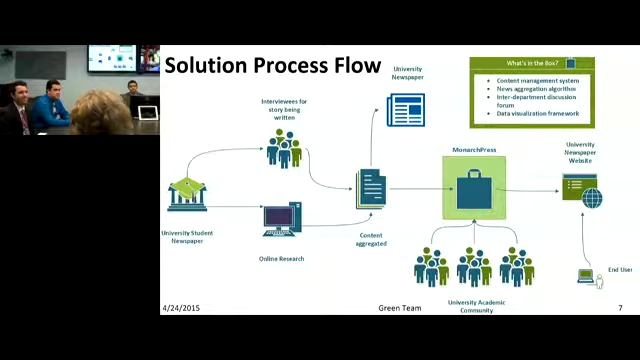 Solution Process Flow
University
Newspaper
What's in the Box?
• Content management system
• News aggregation algorithm
• Inter-department discussion
forum
• Data visualization framework
Interviewees for
story being
written
MonarchPress
University
Newspaper
Website
University Student
Newspaper
Online Research
Content
aggregated
End User
University Academic
Community
4/24/2015
Green Team
7